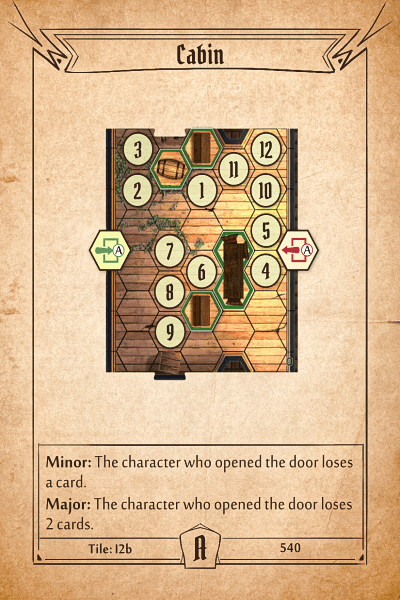 Cabin
3 12
11
2 1 10
5
A 7 A
6 4
8
9
Minor: The character who opened the door loses
a card.
Major: The character who opened the door loses
2 cards.
Tile: I2b A 540